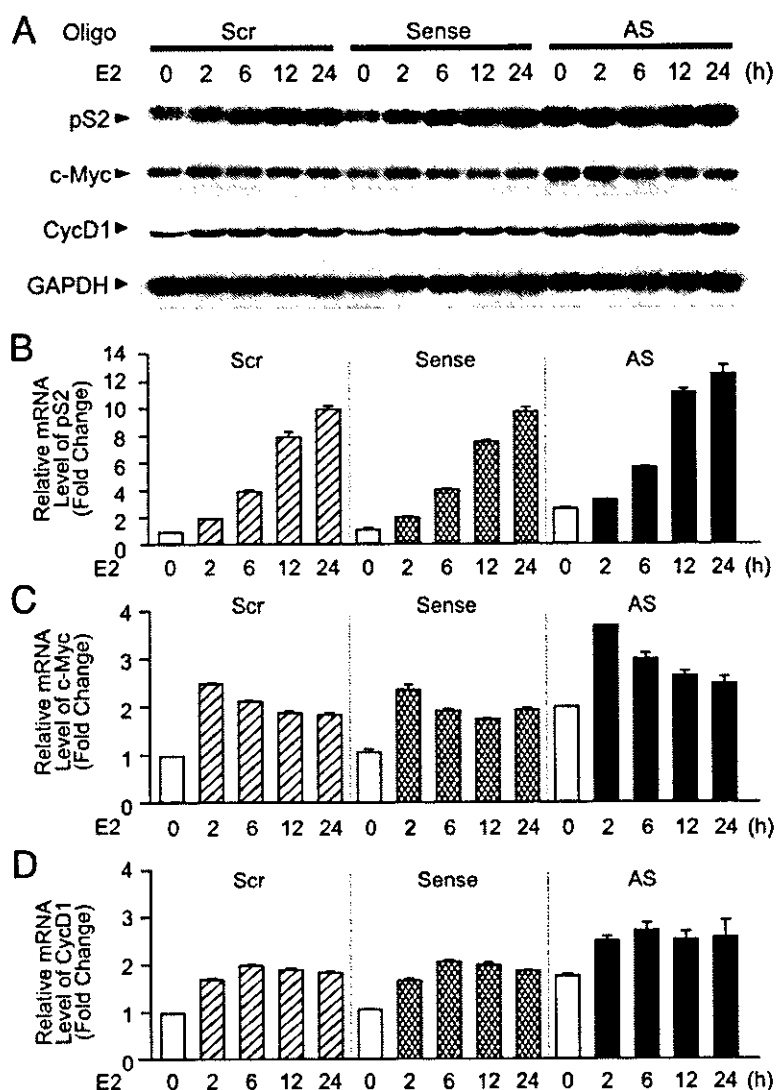 A Oligo Scr Sense AS
E2 0 2 6 12 24 0 2 6 12 24 0 2 6 12 24 (h)
pS2
c-Myc
CycD1
GAPDH
B
Relative mRNA
Level of pS2
(Fold Change)
14
12
10
8
6
4
2
0
Scr Sense AS
E2 0 2 6 12 24 0 2 6 12 24 0 2 6 12 24 (h)
C
Relative mRNA
Level of c-Myc
(Fold Change)
4
3
2
1
0
Scr Sense AS
E2 0 2 6 12 24 0 2 6 12 24 0 2 6 12 24 (h)
D
Relative mRNA
Level of CycD1
(Fold Change)
4
3
2
1
0
Scr Sense AS
E2 0 2 6 12 24 0 2 6 12 24 0 2 6 12 24 (h)